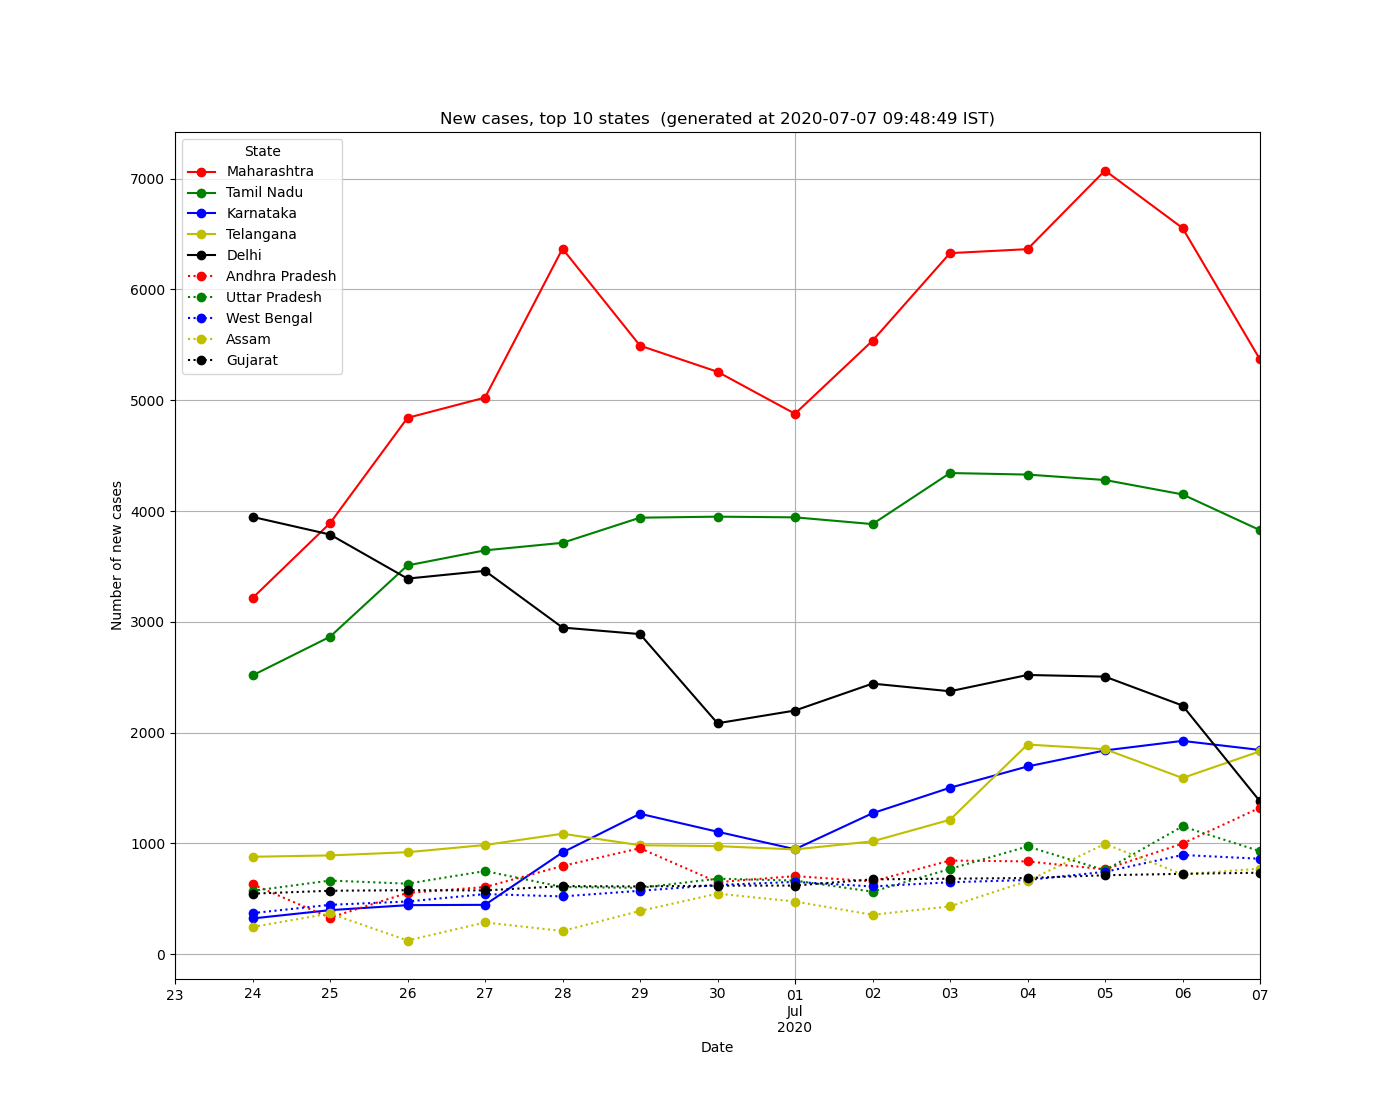 New cases, top 10 states  (generated at 2020-07-07 09:48:49 IST)
State
Maharashtra
Tamil Nadu
Karnataka
Telangana
Delhi
Andhra Pradesh
Uttar Pradesh
West Bengal
Assam
Gujarat
Number of new cases
7000
6000
5000
4000
3000
2000
1000
0
23 24 25 26 27 28 29 30 01 02 03 04 05 06 07
Jul
2020
Date